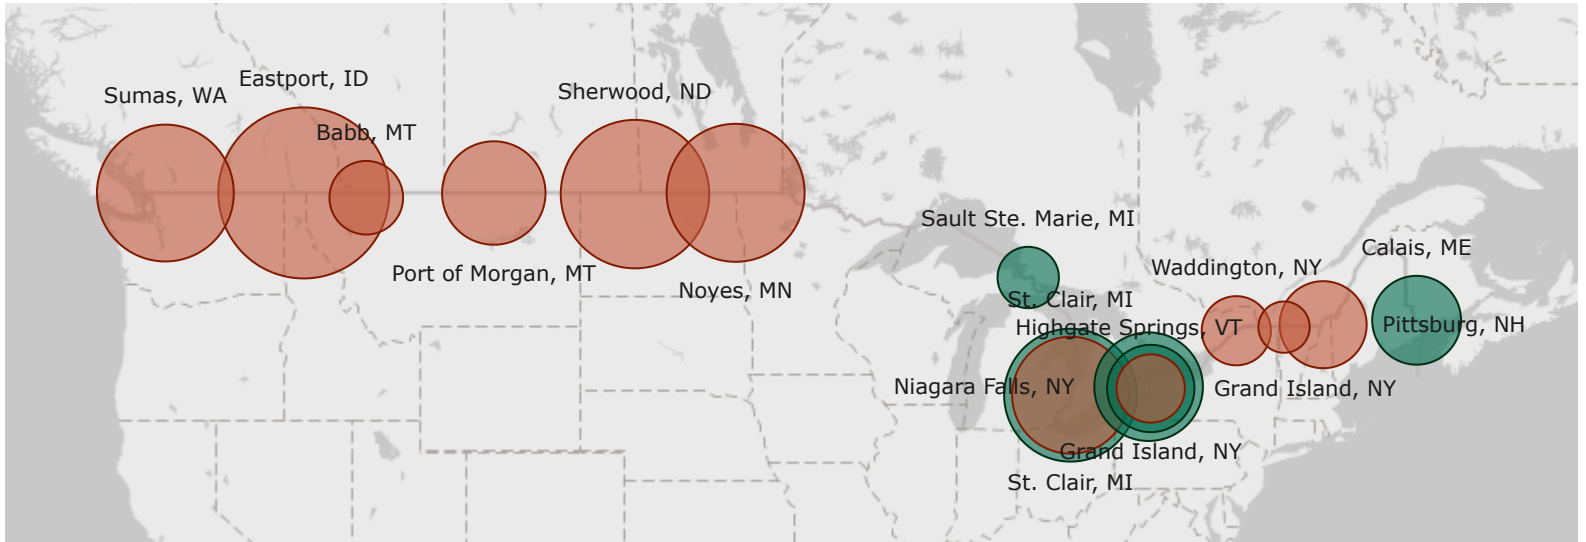 Eastport, ID
Sumas, WA
Sherwood, ND
Babb, MT
Sault Ste. Marie, MI
Calais, ME
Waddington, NY
Port of Morgan, MT
Noyes, MN
St. Clair, MI
Highgate Springs, VT
Pittsburg, NH
Niagara Falls, NY
Grand Island, NY
Grand Island, NY
St. Clair, MI